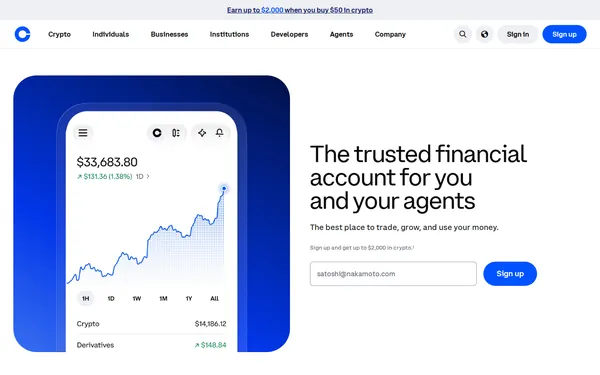 Earn up to $2,000 when you buy $50 in crypto
Crypto Individuals Businesses Institutions Developers Agents Company Sign in Sign up
$33,683.80
↗ $131.36 (1.38%) 1D >
1H 1D 1W 1M 1Y All
Crypto $14,186.12
Derivatives ↗ $148.84
The trusted financial
account for you
and your agents
The best place to trade, grow, and use your money.
Sign up and get up to $2,000 in crypto.¹
satoshi@nakamoto.com Sign up